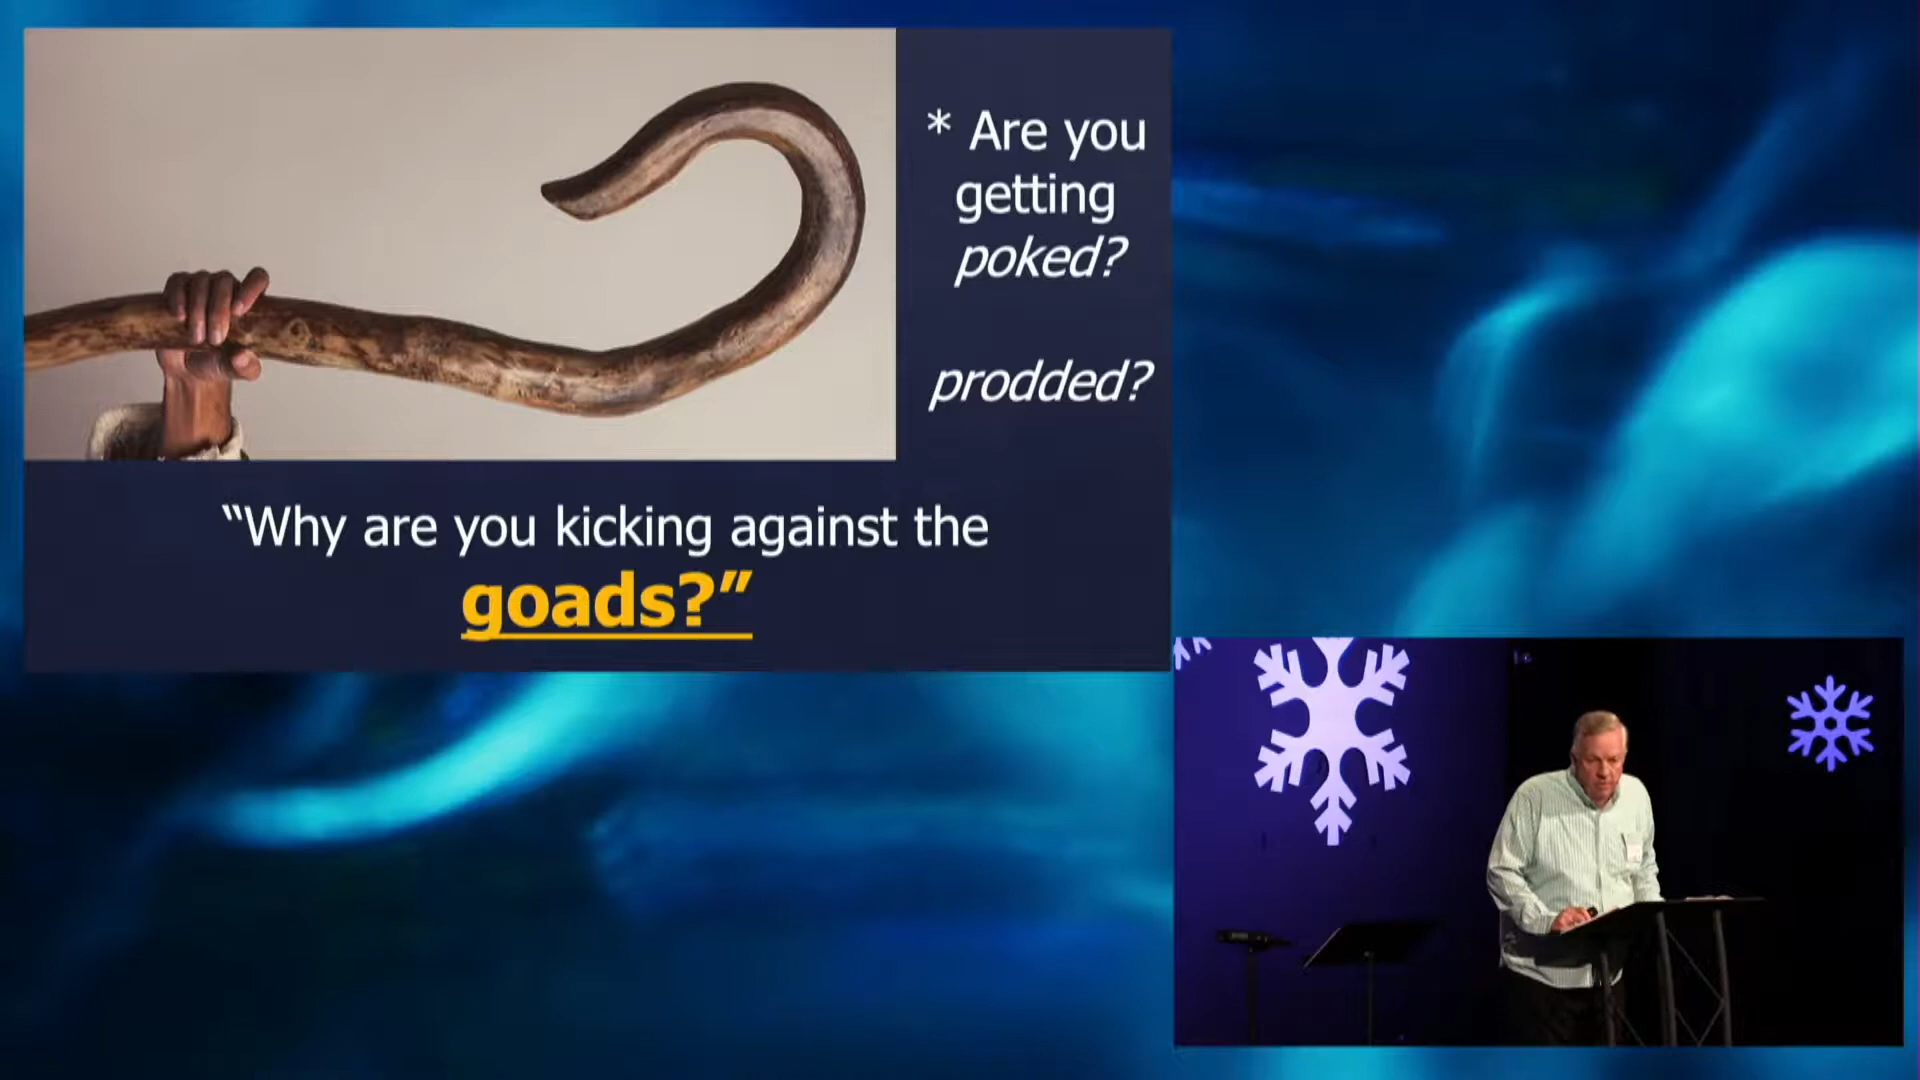 * Are you
getting
poked?
prodded?
“Why are you kicking against the
goads?”